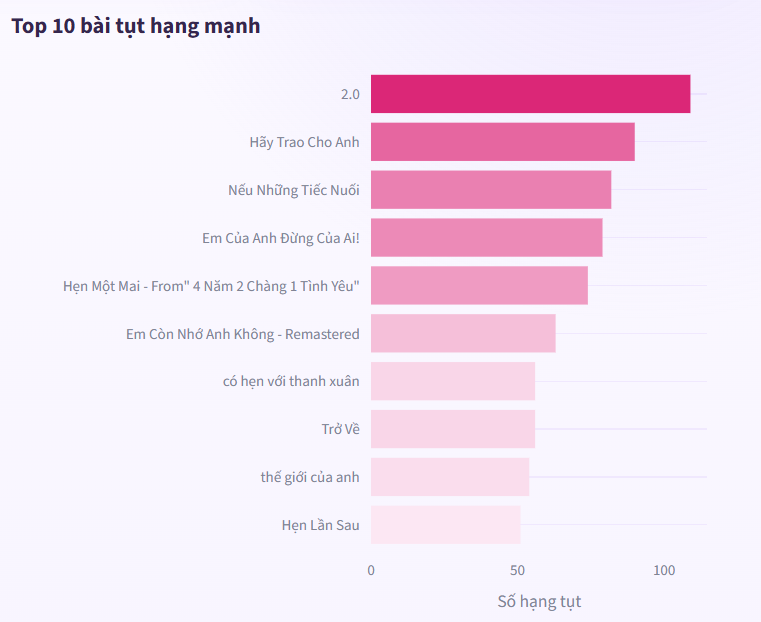 Top 10 bài tụt hạng mạnh
2.0
Hãy Trao Cho Anh
Nếu Những Tiếc Nuối
Em Của Anh Đừng Của Ai!
Hẹn Một Mai - From" 4 Năm 2 Chàng 1 Tình Yêu"
Em Còn Nhớ Anh Không - Remastered
có hẹn với thanh xuân
Trở Về
thế giới của anh
Hẹn Lần Sau
0 50 100
Số hạng tụt